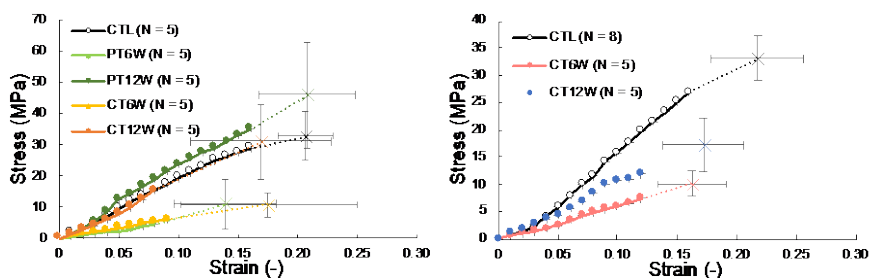 70
60
50
40
30
20
10
0
Stress (MPa)
CTL (N = 5)
PT6W (N = 5)
PT12W (N = 5)
CT6W (N = 5)
CT12W (N = 5)
0.00 0.05 0.10 0.15 0.20 0.25 0.30
Strain (-)
40
35
30
25
20
15
10
5
0
Stress (MPa)
CTL (N = 8)
CT6W (N = 5)
CT12W (N = 5)
0.00 0.05 0.10 0.15 0.20 0.25 0.30
Strain (-)